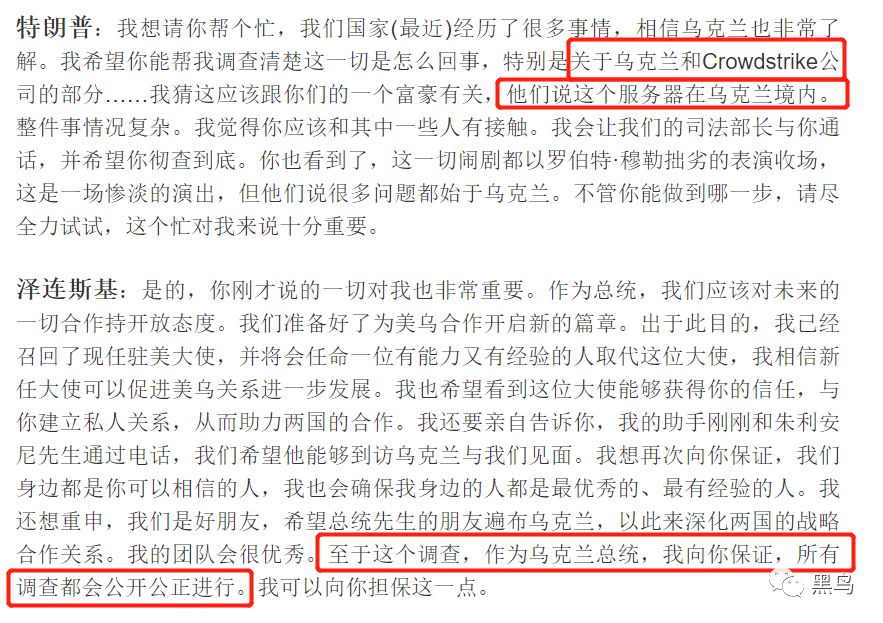 特朗普：我想请你帮个忙，我们国家(最近)经历了很多事情，相信乌克兰也非常了
解。我希望你能帮我调查清楚这一切是怎么回事，特别是关于乌克兰和Crowdstrike公
司的部分……我猜这应该跟你们的一个富豪有关，他们说这个服务器在乌克兰境内。
整件事情况复杂。我觉得你应该和其中一些人有接触。我会让我们的司法部长与你通
话，并希望你彻查到底。你也看到了，这一切闹剧都以罗伯特·穆勒拙劣的表演收场，
这是一场惨淡的演出，但他们说很多问题都始于乌克兰。不管你能做到哪一步，请尽
全力试试，这个忙对我来说十分重要。
泽连斯基：是的，你刚才说的一切对我也非常重要。作为总统，我们应该对未来的
一切合作持开放态度。我们准备好了为美乌合作开启新的篇章。出于此目的，我已经
召回了现任驻美大使，并将会任命一位有能力又有经验的人取代这位大使，我相信新
任大使可以促进美乌关系进一步发展。我也希望看到这位大使能够获得你的信任，与
你建立私人关系，从而助力两国的合作。我还要亲自告诉你，我的助手刚刚和朱利安
尼先生通过电话，我们希望他能够到访乌克兰与我们见面。我想再次向你保证，我们
身边都是你可以相信的人，我也会确保我身边的人都是最优秀的、最有经验的人。我
还想重申，我们是好朋友，希望总统先生的朋友遍布乌克兰，以此来深化两国的战略
合作关系。我的团队会很优秀。至于这个调查，作为乌克兰总统，我向你保证，所有
调查都会公开公正进行。我可以向你担保这一点。
黑鸟